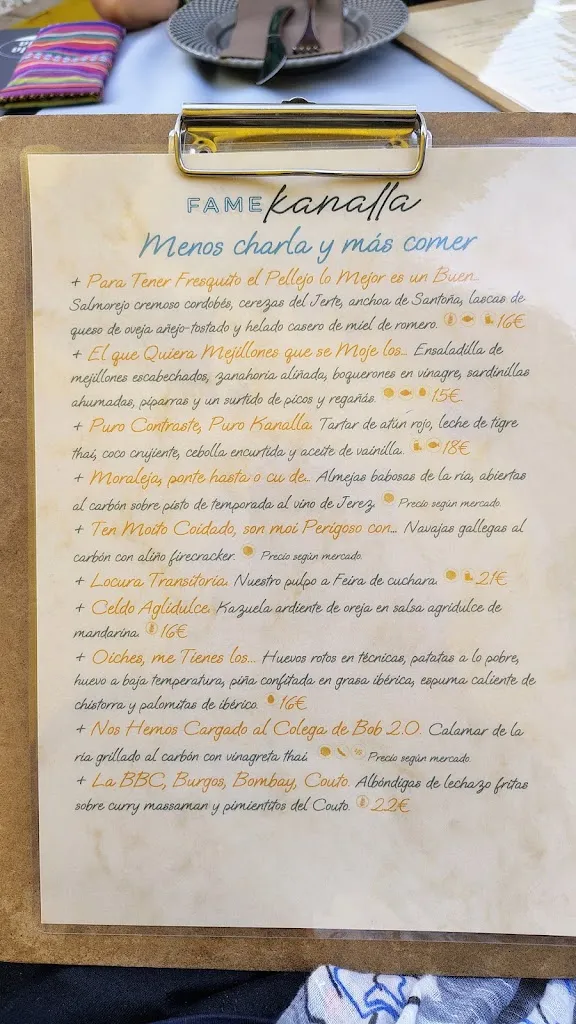 FAME Kanalla
Menos charla y más comer
+ Para Tener Fresquito el Pellejo lo Mejor es un Buen...
Salmorejo cremoso cordobés, cerezas del Jerte, anchoa de Santoña, lascas de
queso de oveja añejo-tostado y helado casero de miel de romero. 16€
+ El que Quiera Mejillones que se Moje los... Ensaladilla de
mejillones escabechados, zanahoria aliñada, boquerones en vinagre, sardinillas
ahumadas, piparras y un surtido de picos y regañás. 15€
+ Puro Contraste, Puro Kanalla. Tartar de atún rojo, leche de tigre
thai, coco crujiente, cebolla encurtida y aceite de vainilla. 18€
+ Moraleja, ponte hasta o cu de... Almejas babosas de la ría, abiertas
al carbón sobre pisto de temporada al vino de Jerez. Precio según mercado.
+ Ten Moito Coidado, son moi Perigoso con... Navajas gallegas al
carbón con aliño firecracker. Precio según mercado.
+ Locura Transitoria. Nuestro pulpo a Feira de cuchara. 21€
+ Celdo Aglidulce. Kazuela ardiente de oreja en salsa agridulce de
mandarina. 16€
+ Oiches, me Tienes los... Huevos rotos en técnicas, patatas a lo pobre,
huevo a baja temperatura, piña confitada en grasa ibérica, espuma caliente de
chistorra y palomitas de ibérico. 16€
+ Nos Hemos Cargado al Colega de Bob 2.0. Calamar de la
ría grillado al carbón con vinagreta thai. Precio según mercado.
+ La BBC, Burgos, Bombay, Couto. Albóndigas de lechazo fritas
sobre curry massaman y pimientitos del Couto. 22€